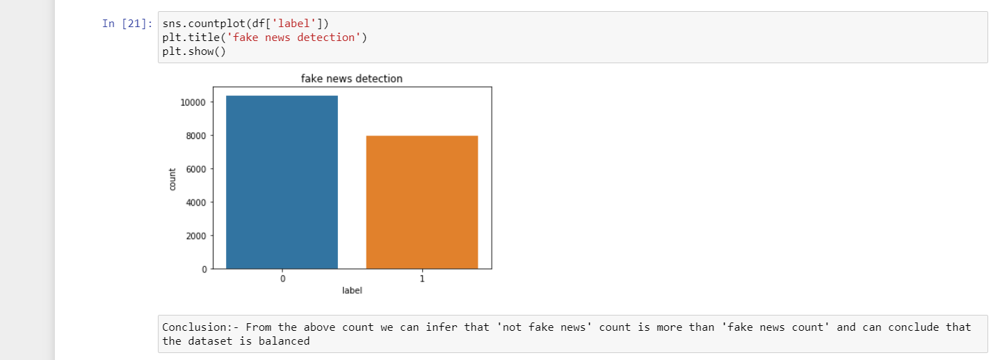 In [21]: sns.countplot(df['label'])
plt.title('fake news detection')
plt.show()
fake news detection
10000
8000
6000
4000
2000
0
count
0 1
label
Conclusion:- From the above count we can infer that 'not fake news' count is more than 'fake news count' and can conclude that
the dataset is balanced